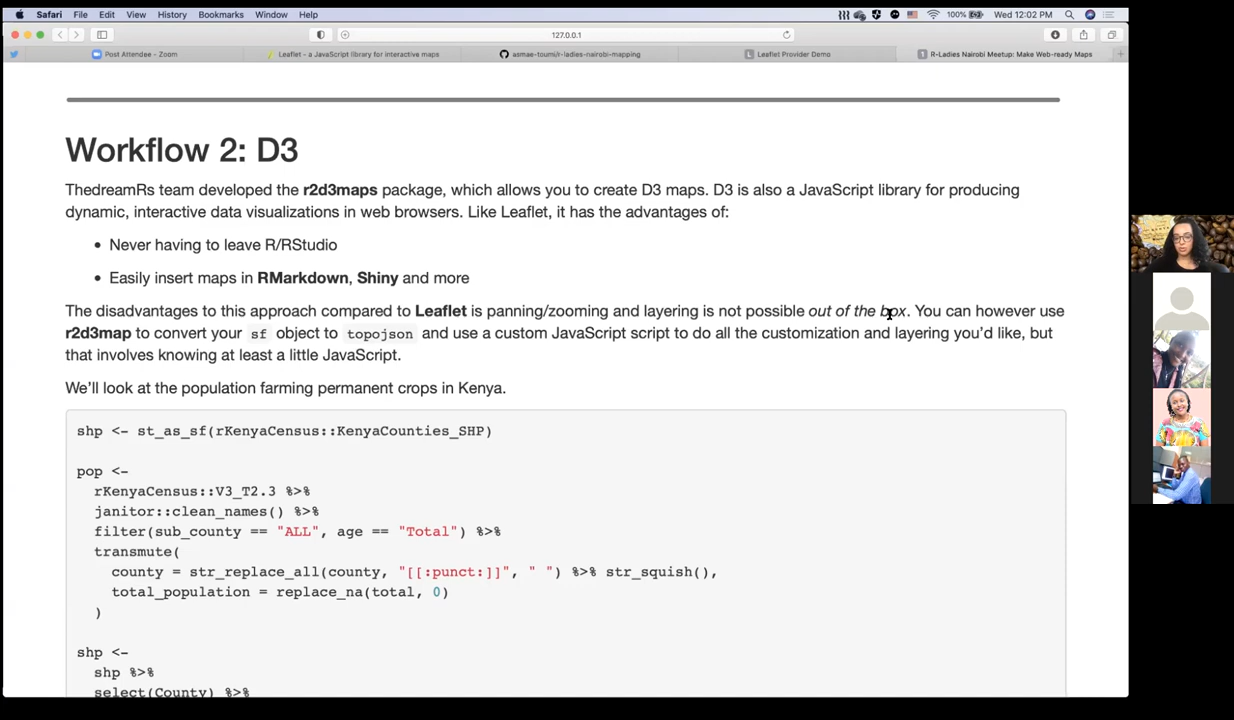 Safari File Edit View History Bookmarks Window Help 100% Wed 12:02 PM
127.0.0.1
Post Attendee - Zoom Leaflet - a JavaScript library for interactive maps asmae-toumi/r-ladies-nairobi-mapping Leaflet Provider Demo R-Ladies Nairobi Meetup: Make Web-ready Maps
Workflow 2: D3
ThedreamRs team developed the r2d3maps package, which allows you to create D3 maps. D3 is also a JavaScript library for producing
dynamic, interactive data visualizations in web browsers. Like Leaflet, it has the advantages of:
• Never having to leave R/RStudio
• Easily insert maps in RMarkdown, Shiny and more
The disadvantages to this approach compared to Leaflet is panning/zooming and layering is not possible out of the box. You can however use
r2d3map to convert your sf object to topojson and use a custom JavaScript script to do all the customization and layering you'd like, but
that involves knowing at least a little JavaScript.
We'll look at the population farming permanent crops in Kenya.
shp <- st_as_sf(rKenyaCensus::KenyaCounties_SHP)
pop <-
rKenyaCensus::V3_T2.3 %>%
janitor::clean_names() %>%
filter(sub_county == "ALL", age == "Total") %>%
transmute(
county = str_replace_all(county, "[[:punct:]]", " ") %>% str_squish(),
total_population = replace_na(total, 0)
)
shp <-
shp %>%
select(County) %>%